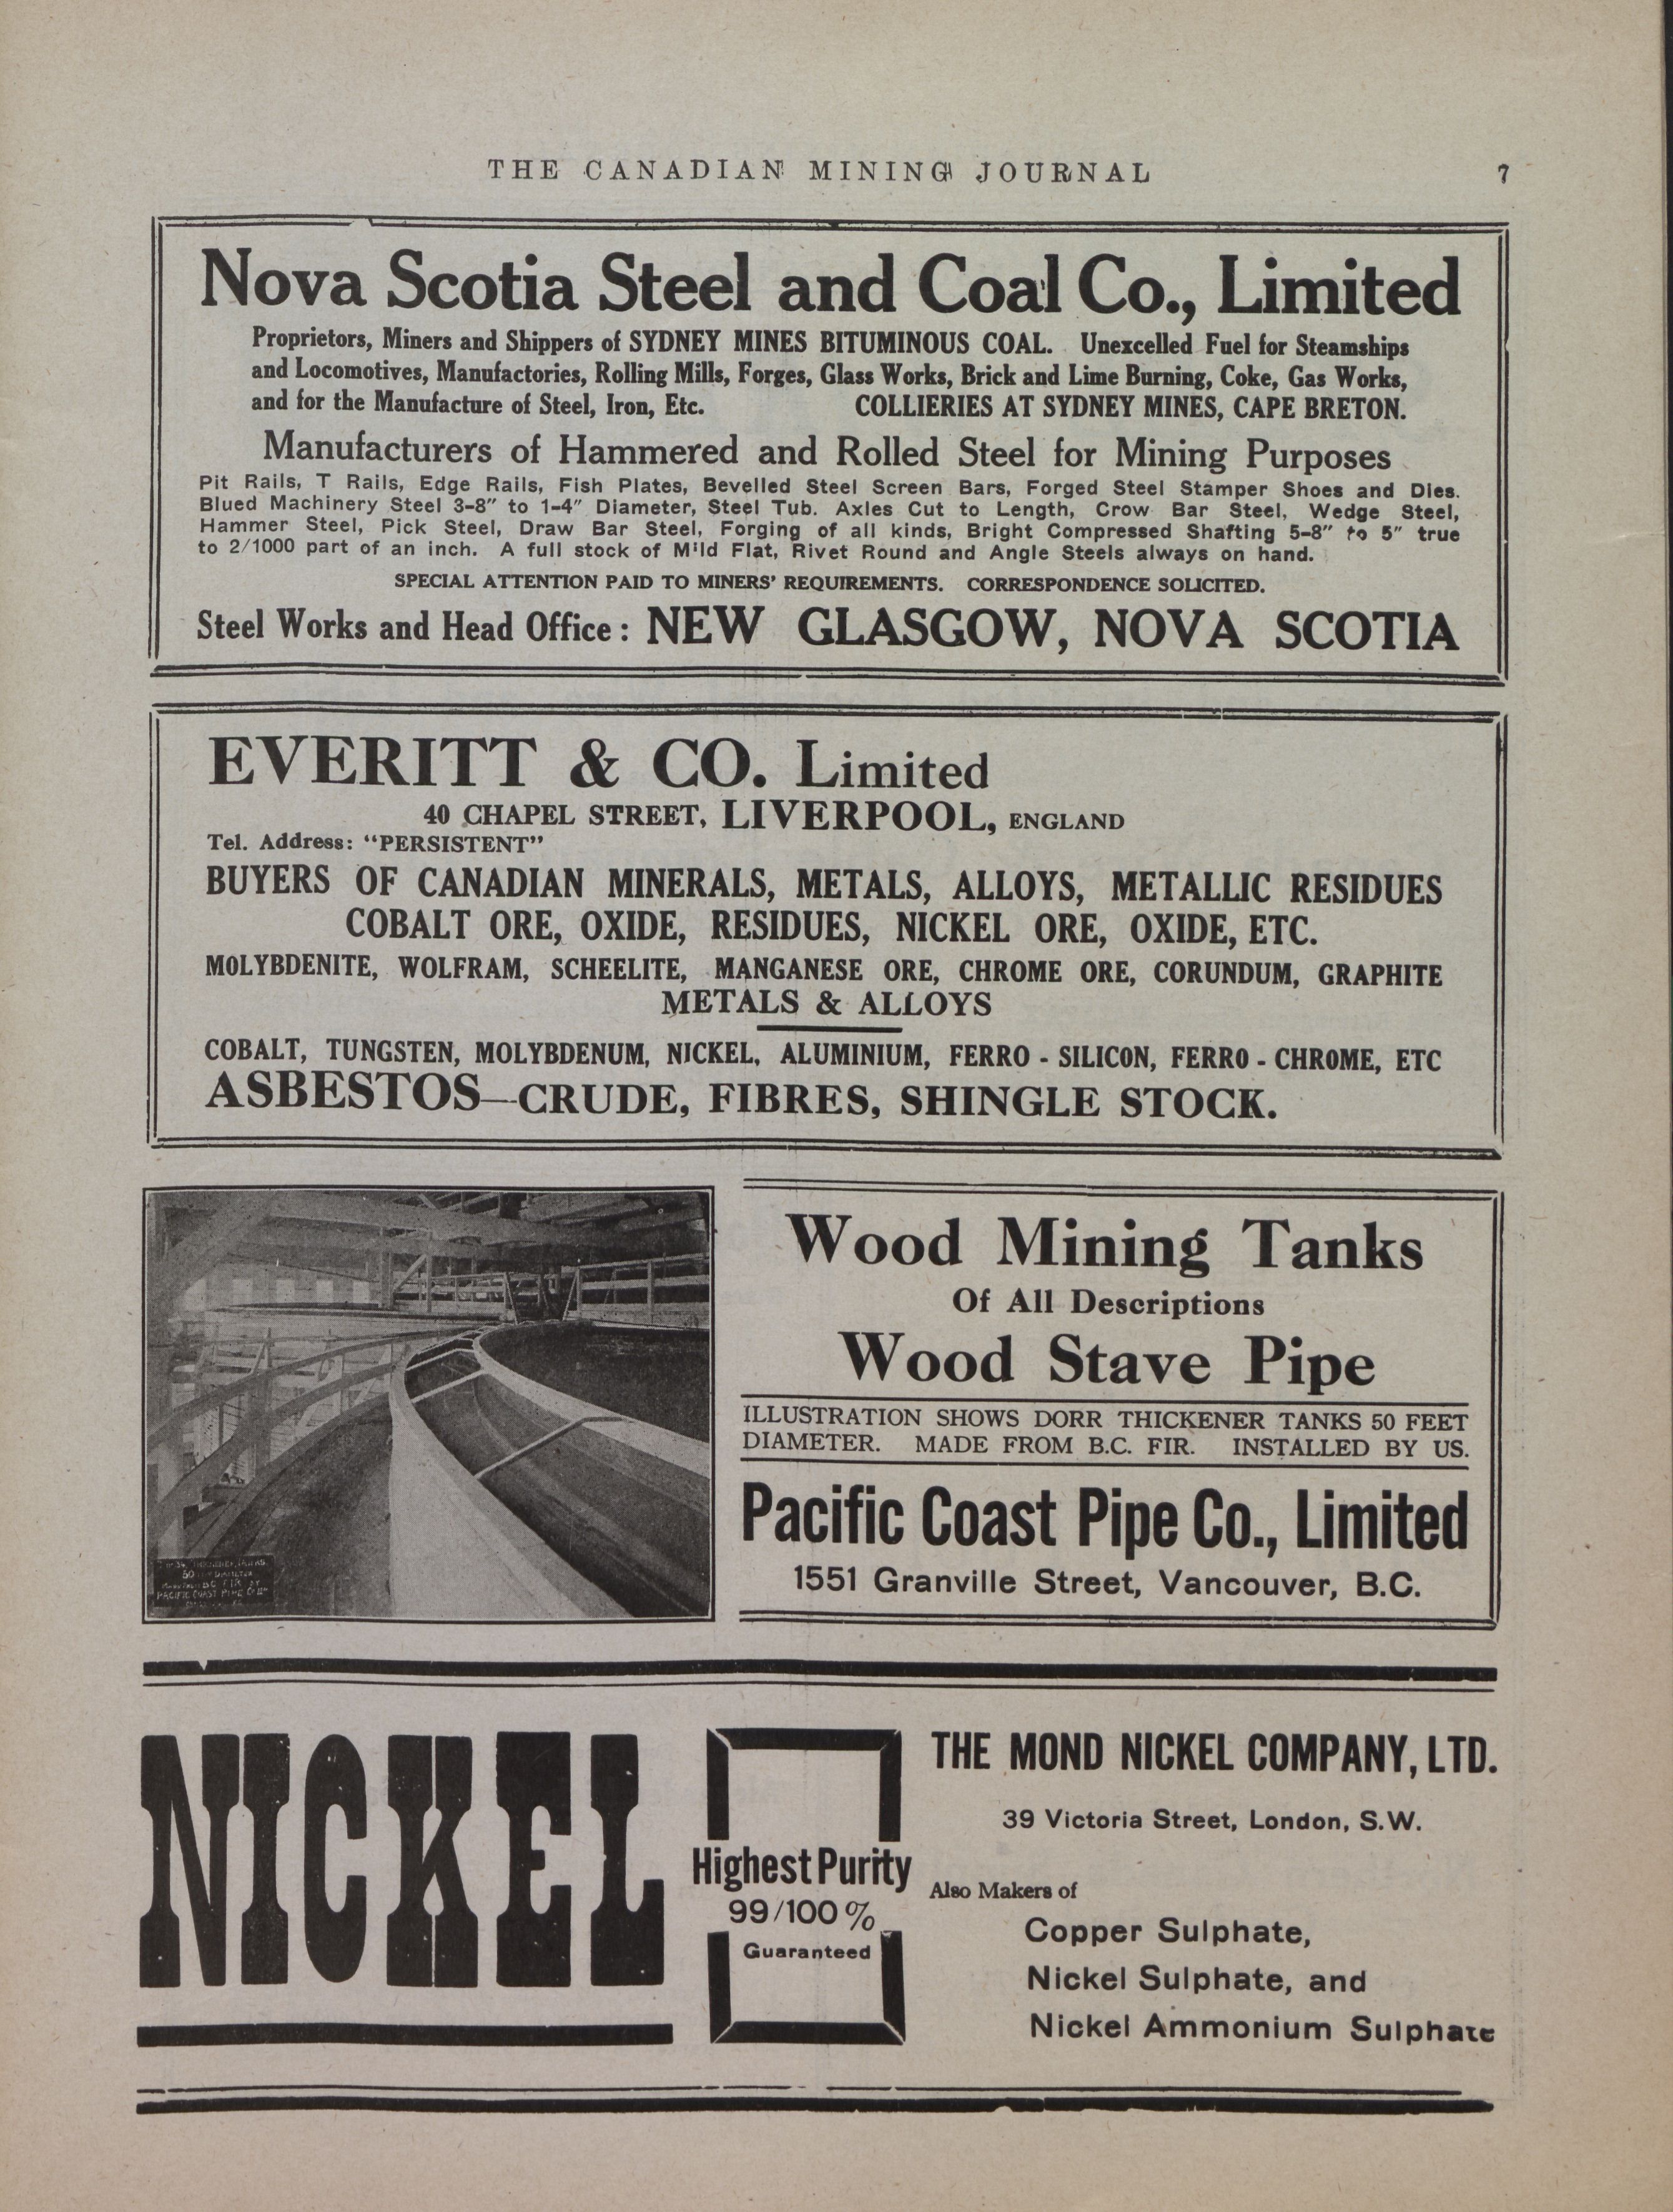 THE CANADIAN MINING JOURNAL 7
Nova Scotia Steel and Coal Co., Limited
Proprietors, Miners and Shippers of SYDNEY MINES BITUMINOUS COAL. Unexcelled Fuel for Steamships
and Locomotives, Manufactories, Rolling Mills, Forges, Glass Works, Brick and Lime Burning, Coke, Gas Works,
and for the Manufacture of Steel, Iron, Etc. COLLIERIES AT SYDNEY MINES, CAPE BRETON.
Manufacturers of Hammered and Rolled Steel for Mining Purposes
Pit Rails, T Rails, Edge Rails, Fish Plates, Bevelled Steel Screen Bars, Forged Steel Stamper Shoes and Dies.
Blued Machinery Steel 3-8" to 1-4" Diameter, Steel Tub. Axles Cut to Length, Crow Bar Steel, Wedge Steel,
Hammer Steel, Pick Steel, Draw Bar Steel, Forging of all kinds, Bright Compressed Shafting 5-8" to 5" true
to 2/1000 part of an inch. A full stock of Mild Flat, Rivet Round and Angle Steels always on hand.
SPECIAL ATTENTION PAID TO MINERS' REQUIREMENTS. CORRESPONDENCE SOLICITED.
Steel Works and Head Office: NEW GLASGOW, NOVA SCOTIA
EVERITT & CO. Limited
40 CHAPEL STREET, LIVERPOOL, ENGLAND
Tel. Address: "PERSISTENT"
BUYERS OF CANADIAN MINERALS, METALS, ALLOYS, METALLIC RESIDUES
COBALT ORE, OXIDE, RESIDUES, NICKEL ORE, OXIDE, ETC.
MOLYBDENITE, WOLFRAM, SCHEELITE, MANGANESE ORE, CHROME ORE, CORUNDUM, GRAPHITE
METALS & ALLOYS
COBALT, TUNGSTEN, MOLYBDENUM, NICKEL, ALUMINIUM, FERRO - SILICON, FERRO - CHROME, ETC
ASBESTOS—CRUDE, FIBRES, SHINGLE STOCK.
50
PACIFIC COAST PIPE
Wood Mining Tanks
Of All Descriptions
Wood Stave Pipe
ILLUSTRATION SHOWS DORR THICKENER TANKS 50 FEET
DIAMETER. MADE FROM B.C. FIR. INSTALLED BY US.
Pacific Coast Pipe Co., Limited
1551 Granville Street, Vancouver, B.C.
NICKEL
Highest Purity
99/100 %
Guaranteed
THE MOND NICKEL COMPANY, LTD.
39 Victoria Street, London, S.W.
Also Makers of
Copper Sulphate,
Nickel Sulphate, and
Nickel Ammonium Sulphate